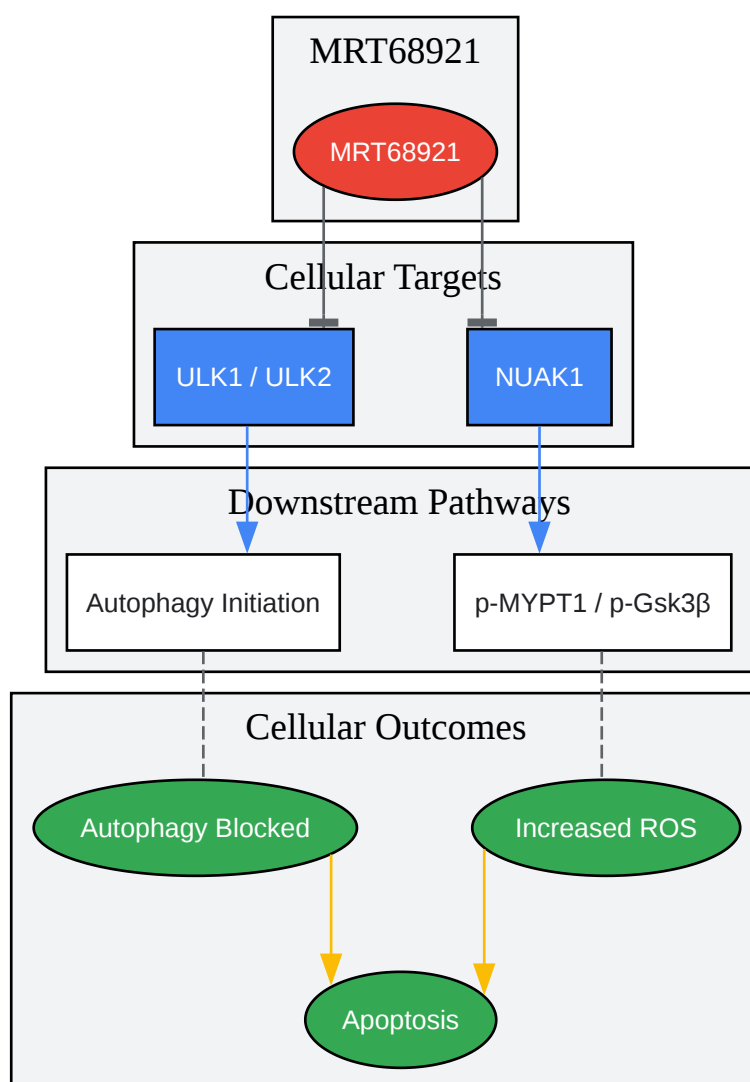 MRT68921
MRT68921
Cellular Targets
ULK1 / ULK2
NUAK1
Downstream Pathways
Autophagy Initiation
p-MYPT1 / p-Gsk3β
Cellular Outcomes
Autophagy Blocked
Increased ROS
Apoptosis